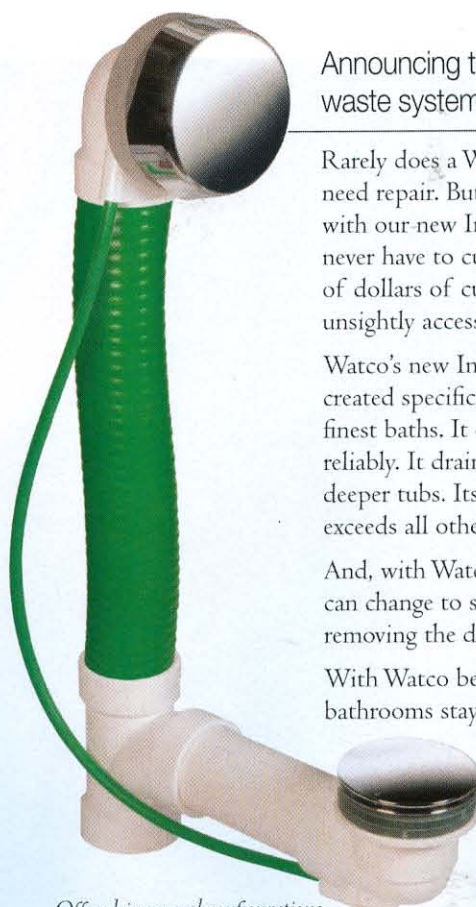 Announcing t
waste system
Rarely does a W
need repair. But
with our new In
never have to cu
of dollars of cu
unsightly access
Watco's new In
created specific
finest baths. It
reliably. It drain
deeper tubs. Its
exceeds all othe
And, with Watc
can change to s
removing the d
With Watco be
bathrooms stay